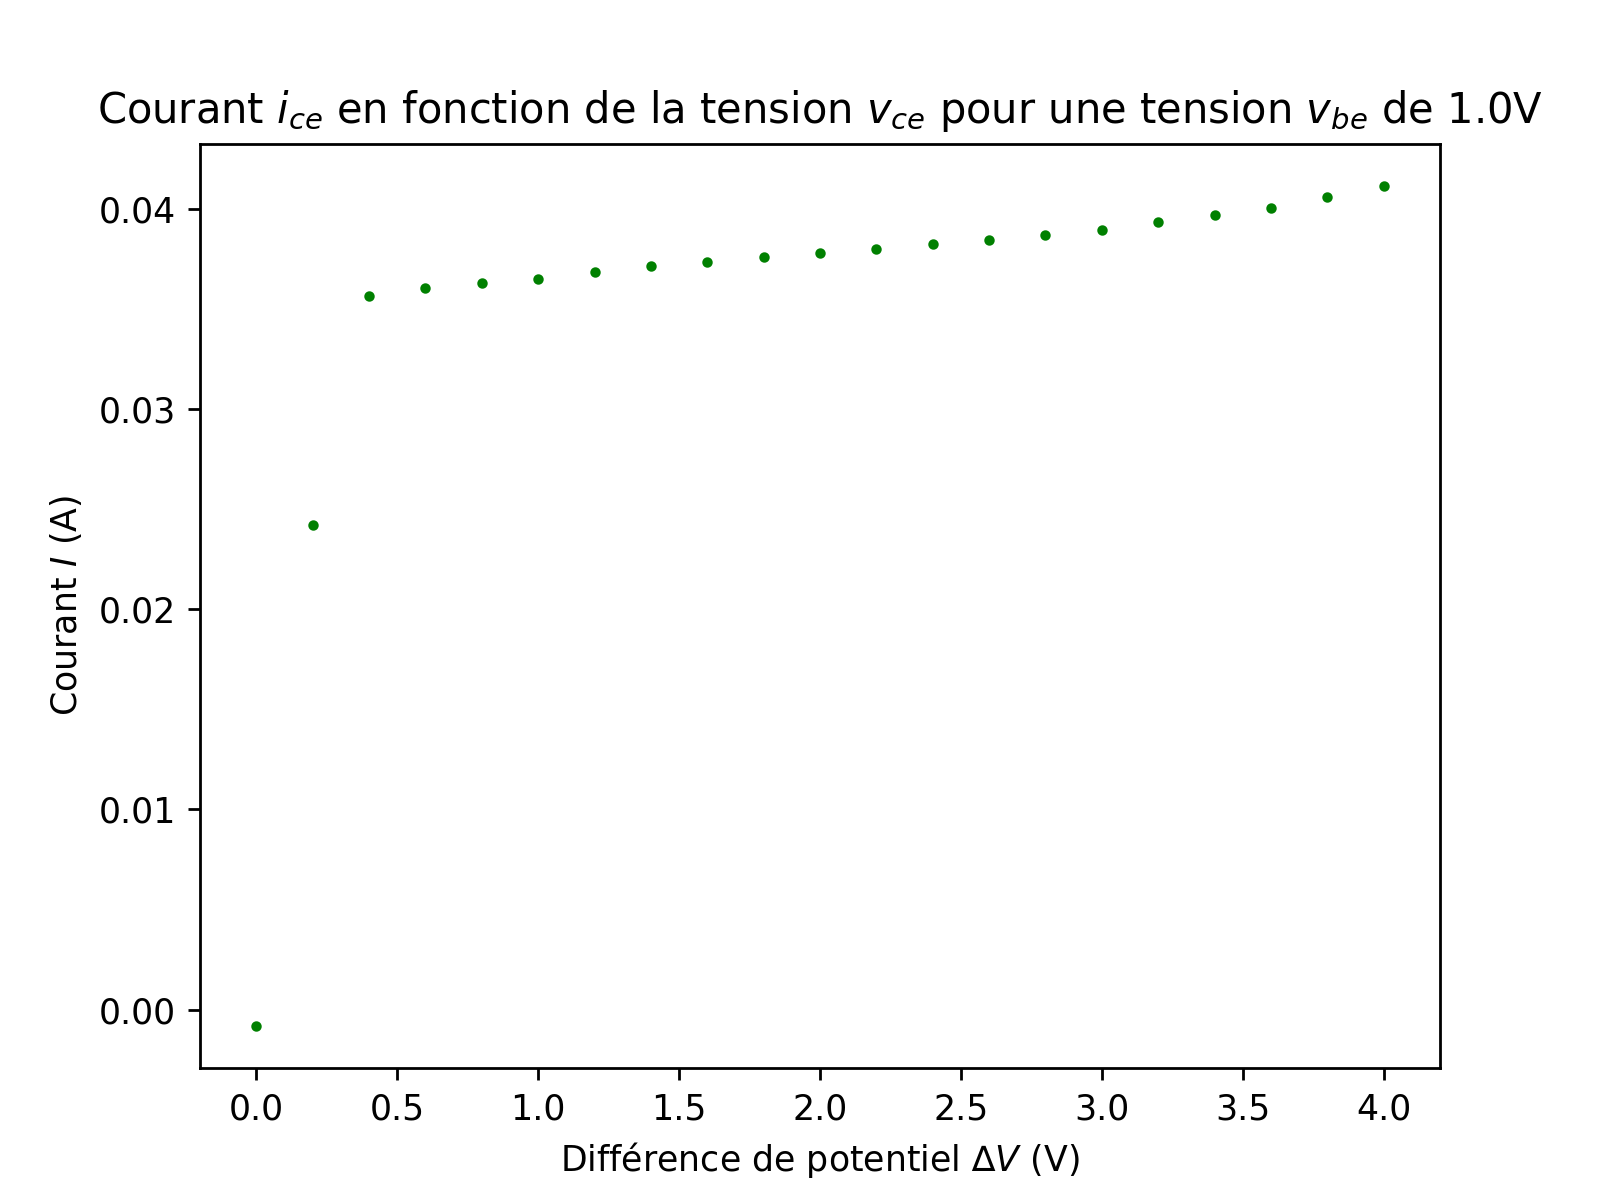 Courant i_ce en fonction de la tension v_ce pour une tension v_be de 1.0V
0.04
0.03
0.02
0.01
0.00
Courant I (A)
0.0 0.5 1.0 1.5 2.0 2.5 3.0 3.5 4.0
Différence de potentiel ΔV (V)